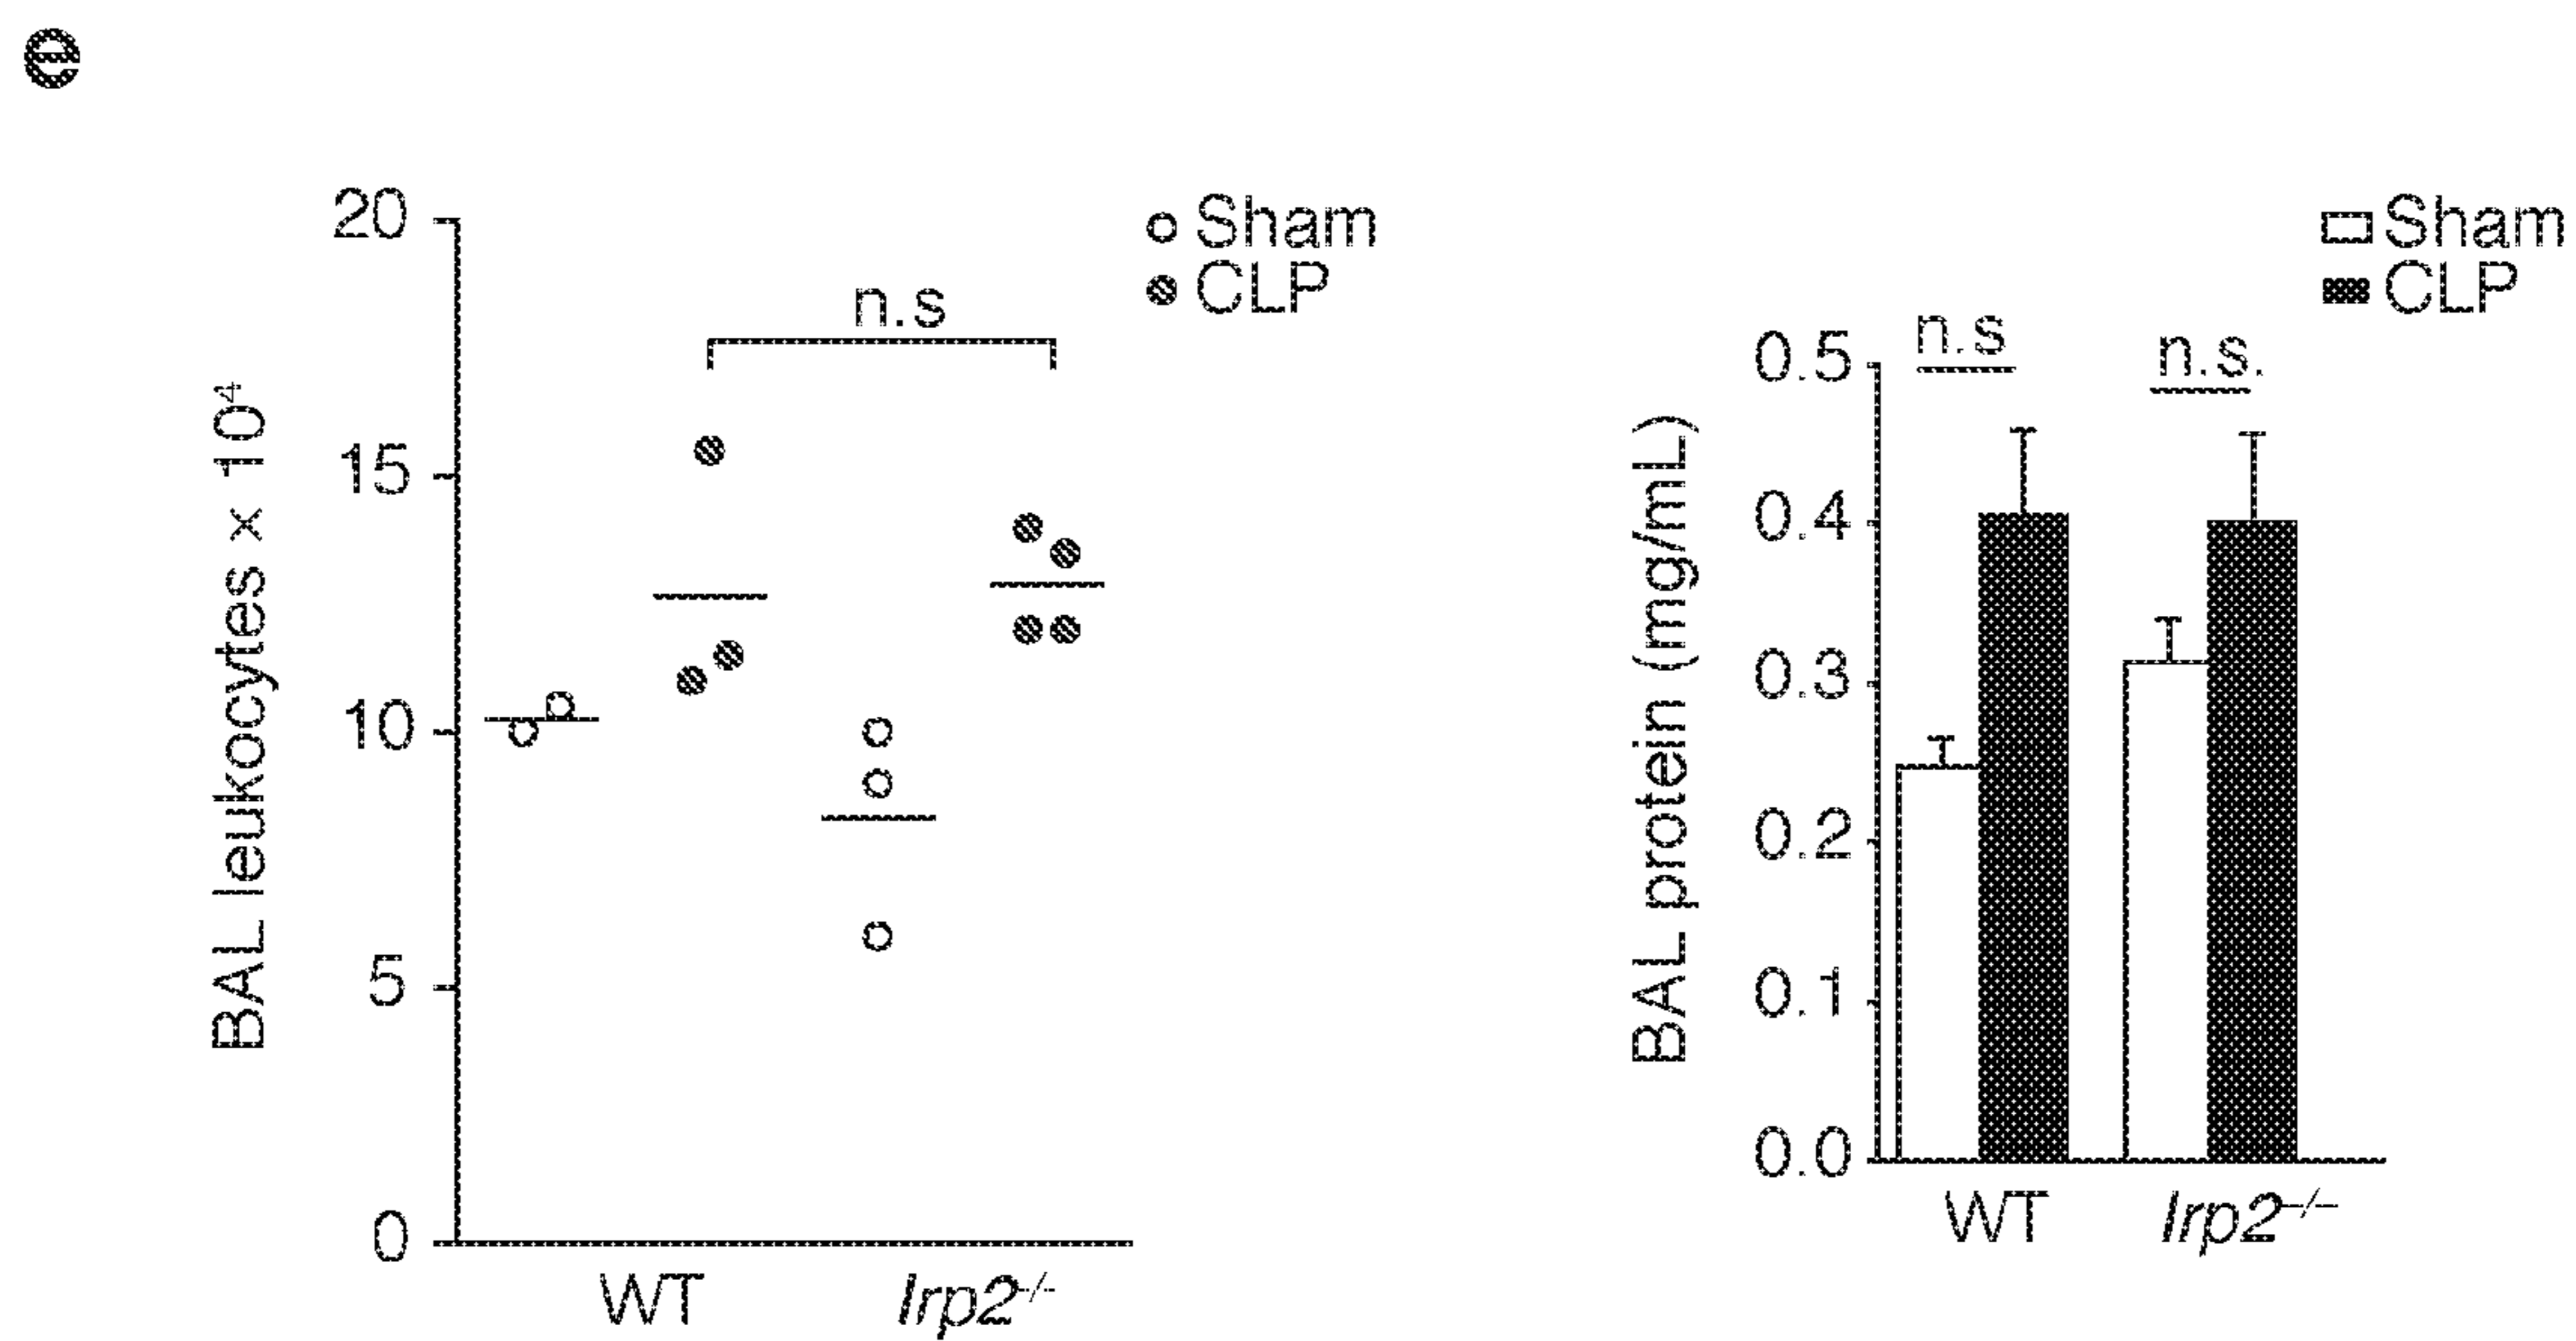 e
20
15
10
5
0
BAL leukocytes × 10⁴
n.s
Sham
CLP
WT
Irp2-/-
Sham
CLP
0.5
0.4
0.3
0.2
0.1
0.0
BAL protein (mg/mL)
n.s
n.s.
WT
Irp2-/-